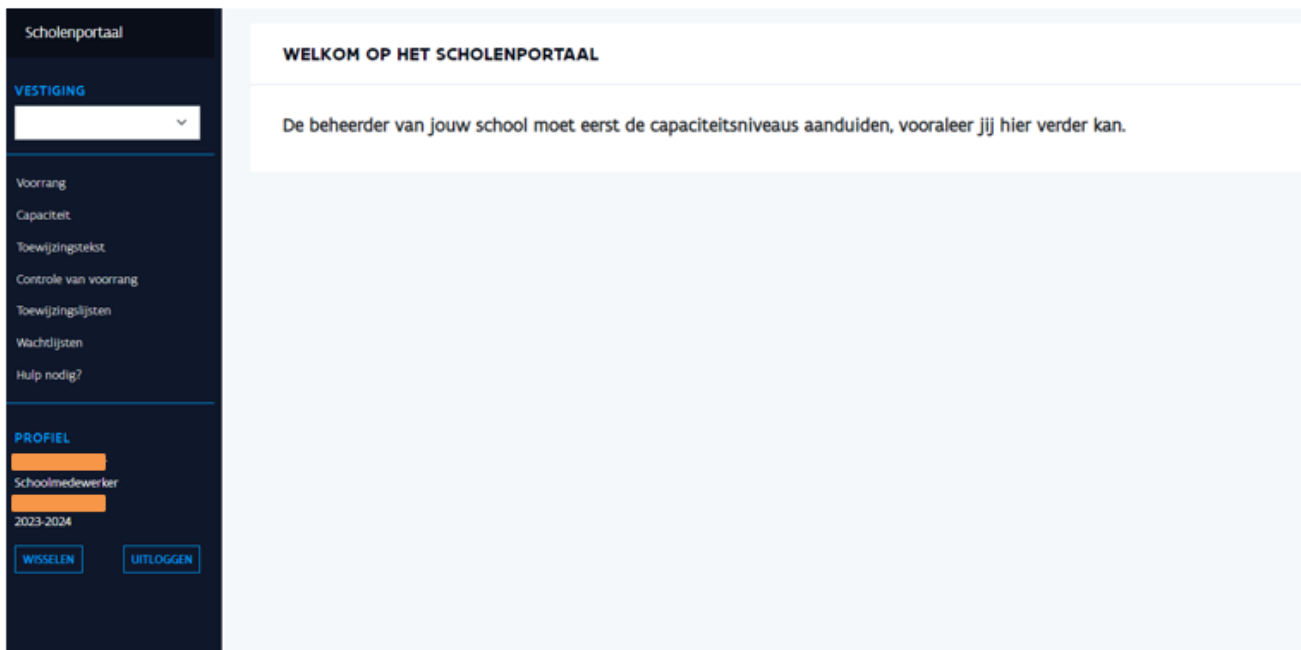 Scholenportaal
VESTIGING
Voorrang
Capaciteit
Toewijzingstekst
Controle van voorrang
Toewijzingslijsten
Wachtlijsten
Hulp nodig?
PROFIEL
Schoolmedewerker
2023-2024
WISSELEN
UITLOGGEN
WELKOM OP HET SCHOLENPORTAAL
De beheerder van jouw school moet eerst de capaciteitsniveaus aanduiden, vooraleer jij hier verder kan.